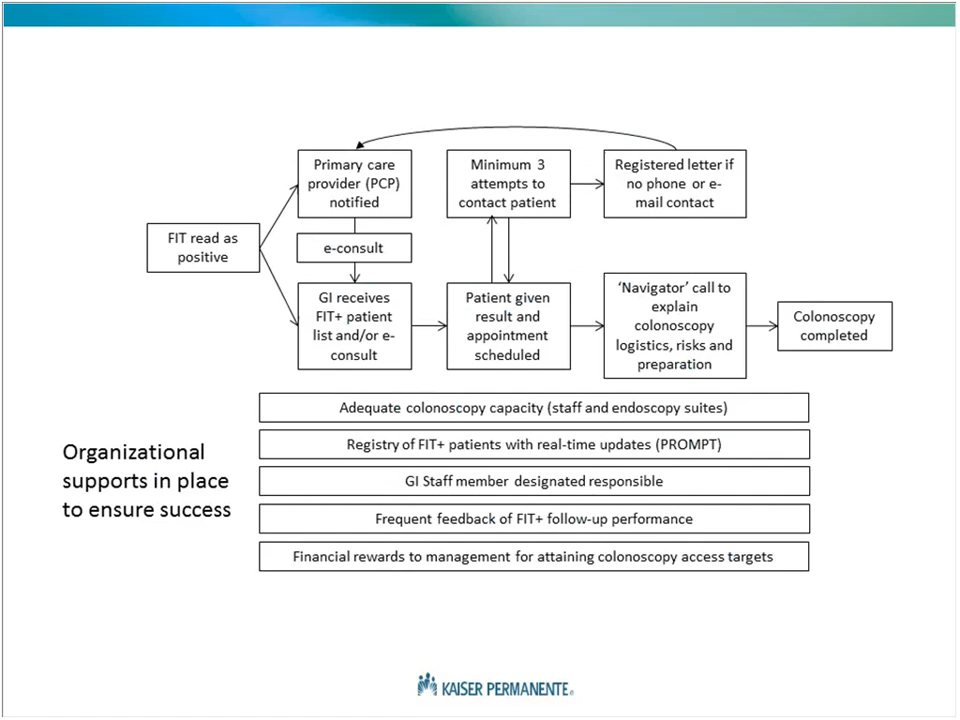 Primary care
provider (PCP)
notified
Minimum 3
attempts to
contact patient
Registered letter if
no phone or e-
mail contact
FIT read as
positive
e-consult
GI receives
FIT+ patient
list and/or e-
consult
Patient given
result and
appointment
scheduled
‘Navigator’ call to
explain
colonoscopy
logistics, risks and
preparation
Colonoscopy
completed
Organizational
supports in place
to ensure success
Adequate colonoscopy capacity (staff and endoscopy suites)
Registry of FIT+ patients with real-time updates (PROMPT)
GI Staff member designated responsible
Frequent feedback of FIT+ follow-up performance
Financial rewards to management for attaining colonoscopy access targets
KAISER PERMANENTE®